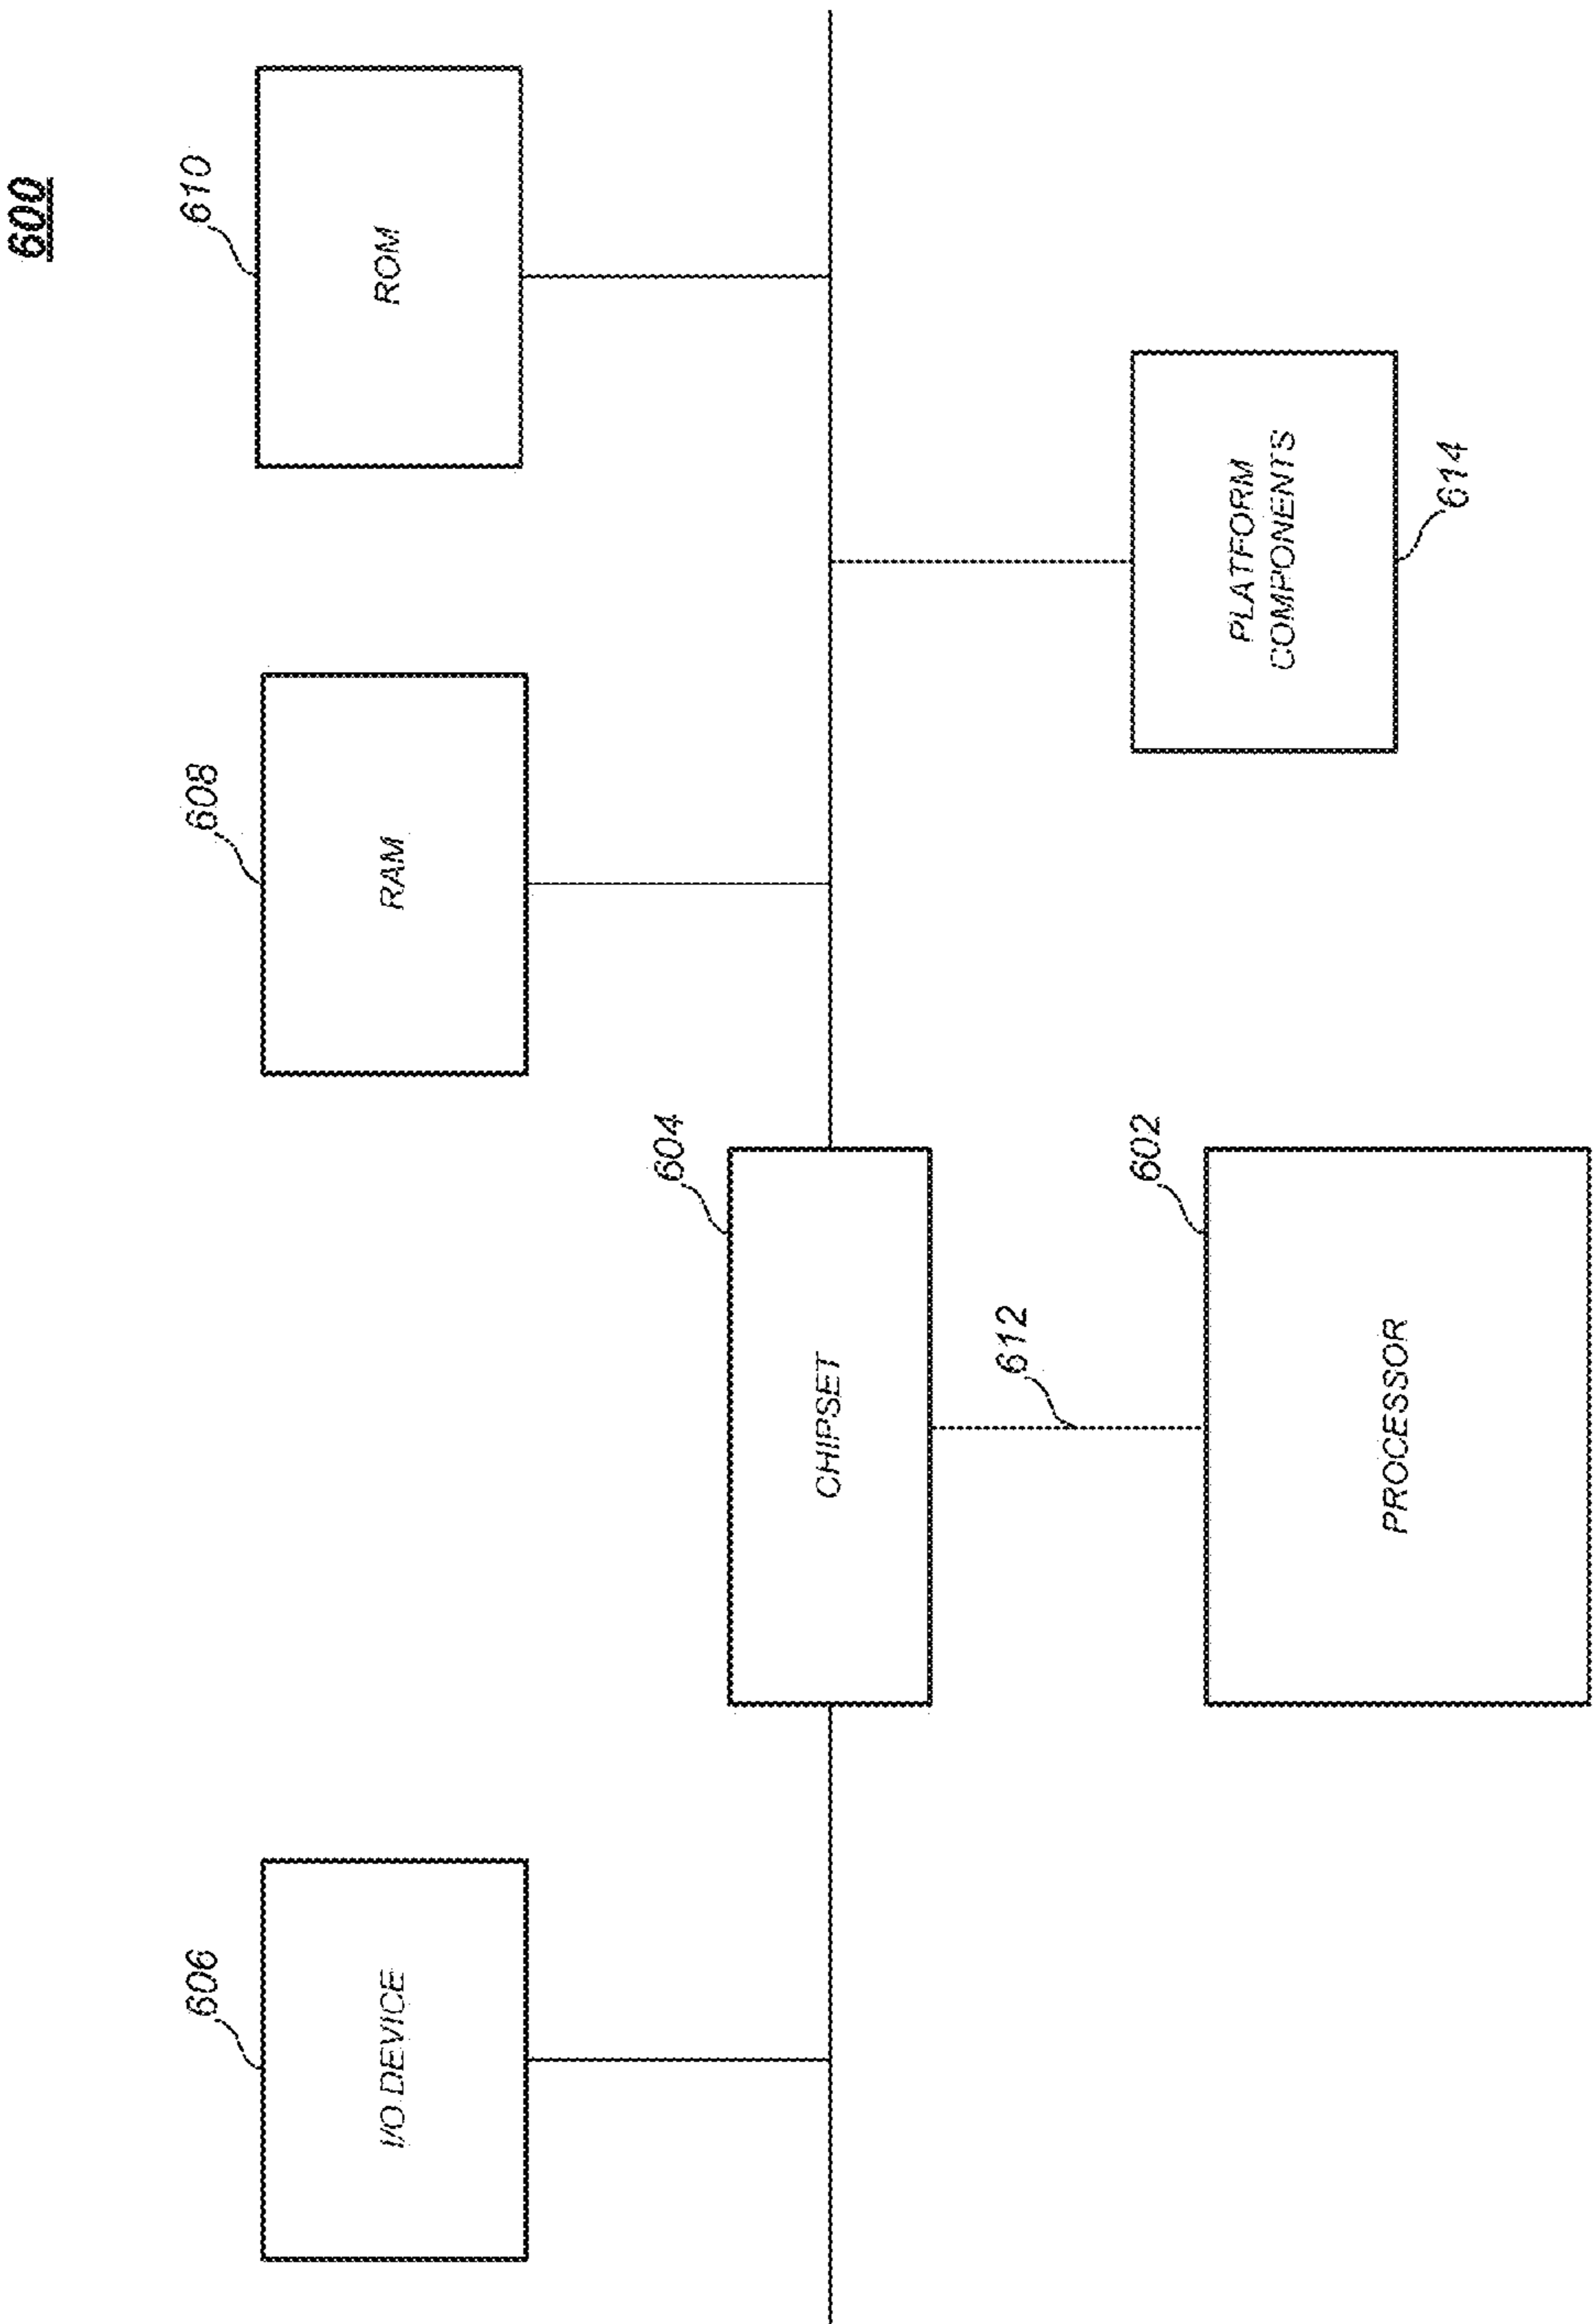 600
606
608
610
I/O DEVICE
RAM
ROM
604
CHIPSET
612
602
614
PROCESSOR
PLATFORM
COMPONENTS